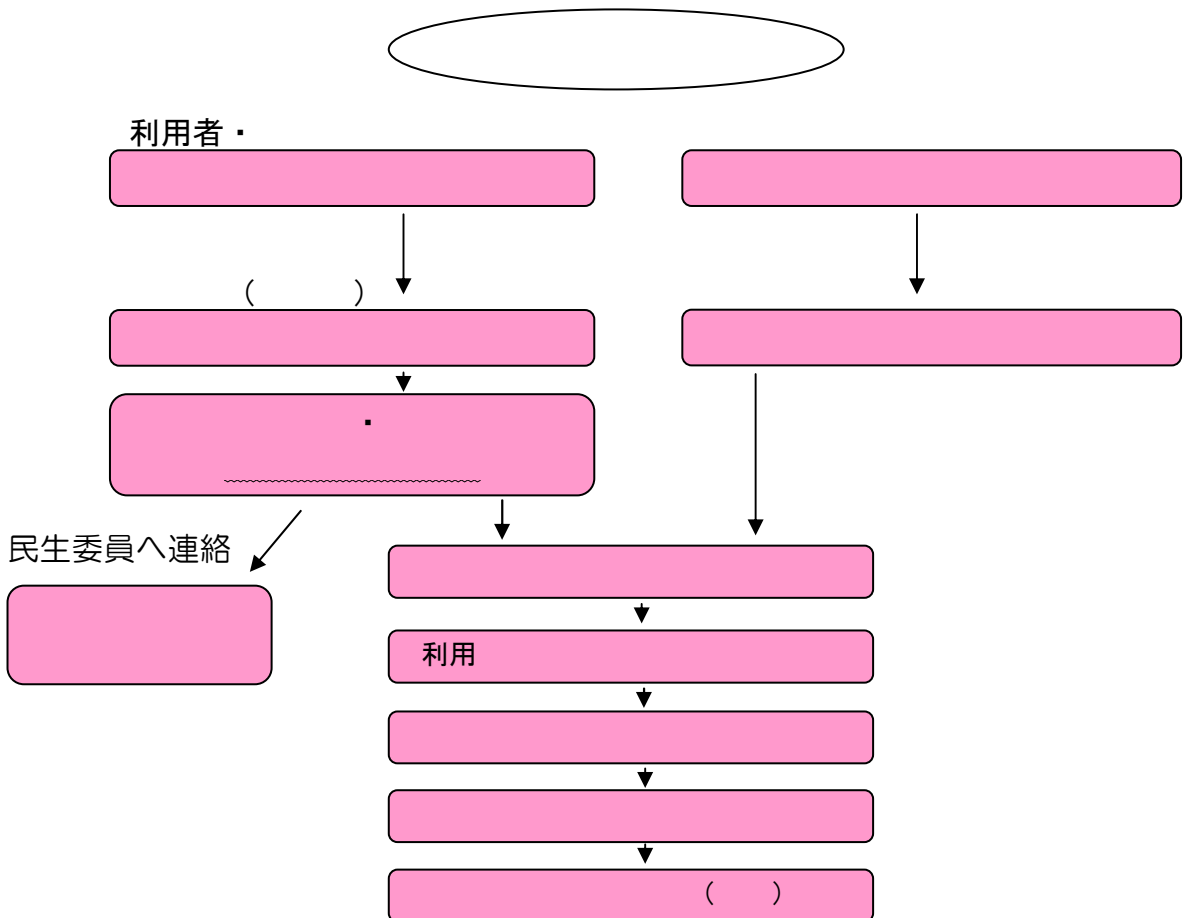 利用者・
（　　　）
・
民生委員へ連絡
利用
（　　）